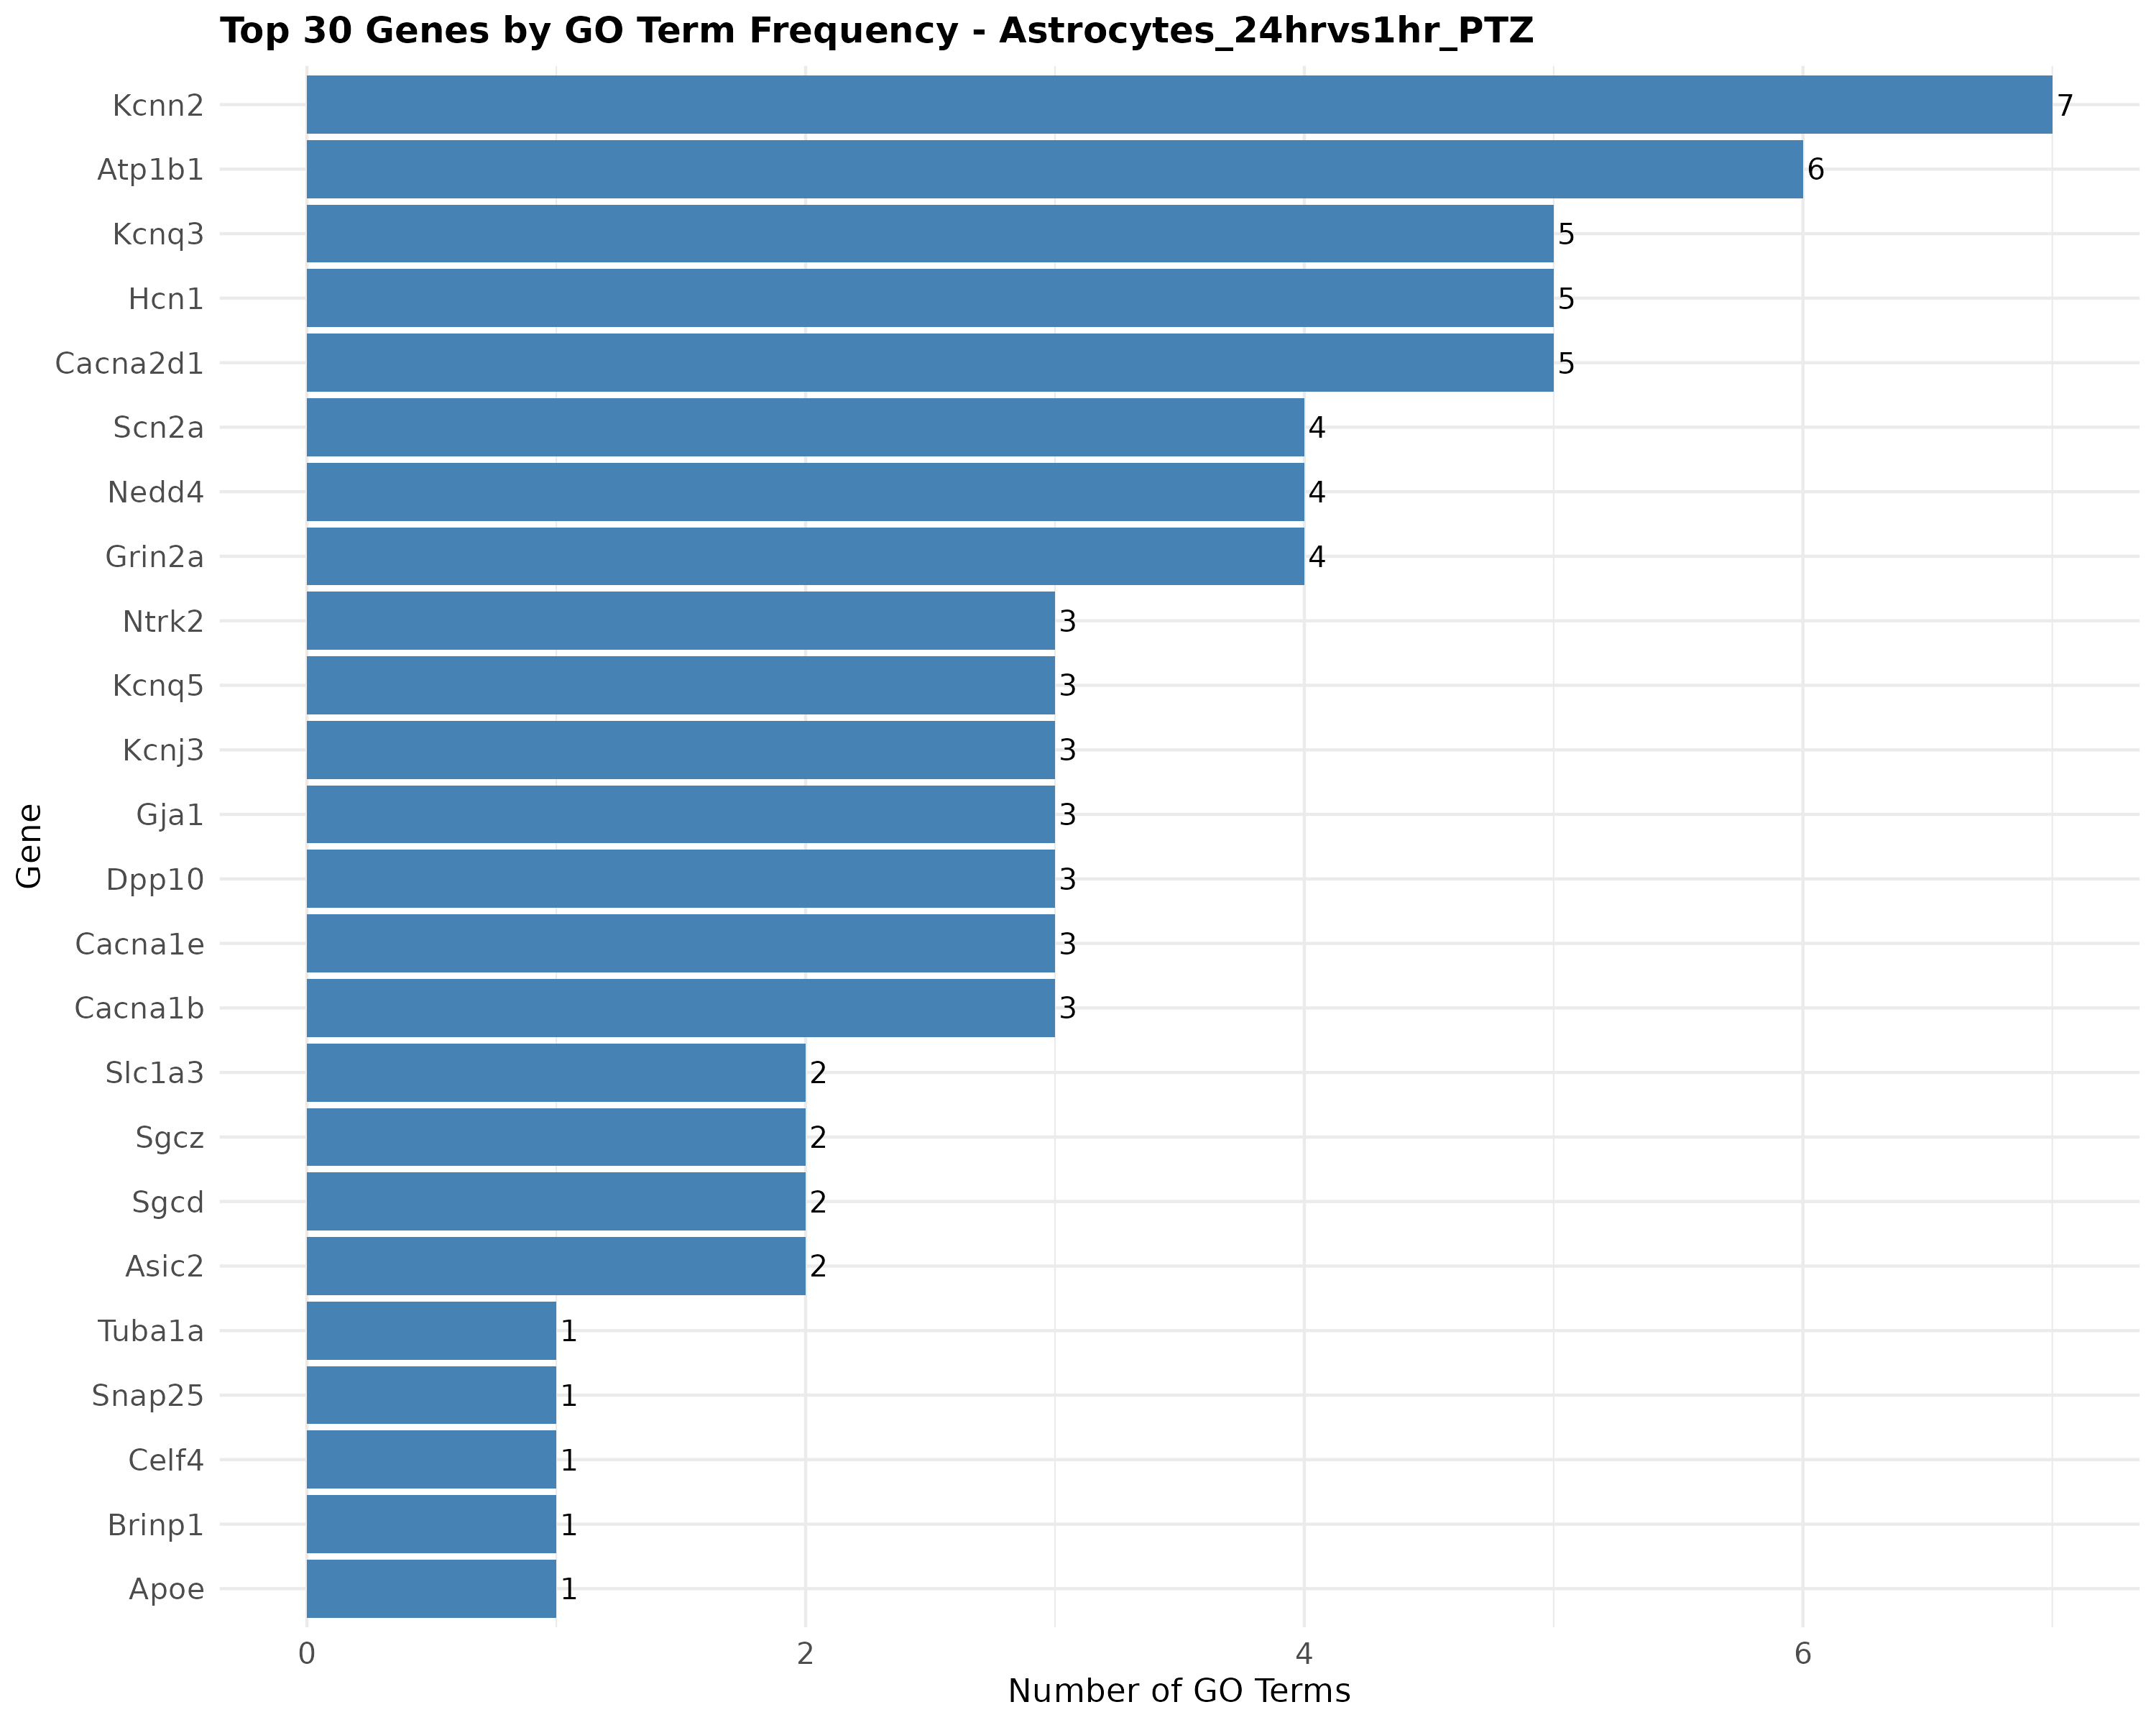 Top 30 Genes by GO Term Frequency - Astrocytes_24hrvs1hr_PTZ
Kcnn2 7
Atp1b1 6
Kcnq3 5
Hcn1 5
Cacna2d1 5
Scn2a 4
Nedd4 4
Grin2a 4
Ntrk2 3
Kcnq5 3
Kcnj3 3
Gja1 3
Dpp10 3
Cacna1e 3
Cacna1b 3
Slc1a3 2
Sgcz 2
Sgcd 2
Asic2 2
Tuba1a 1
Snap25 1
Celf4 1
Brinp1 1
Apoe 1
Gene
0 2 4 6
Number of GO Terms